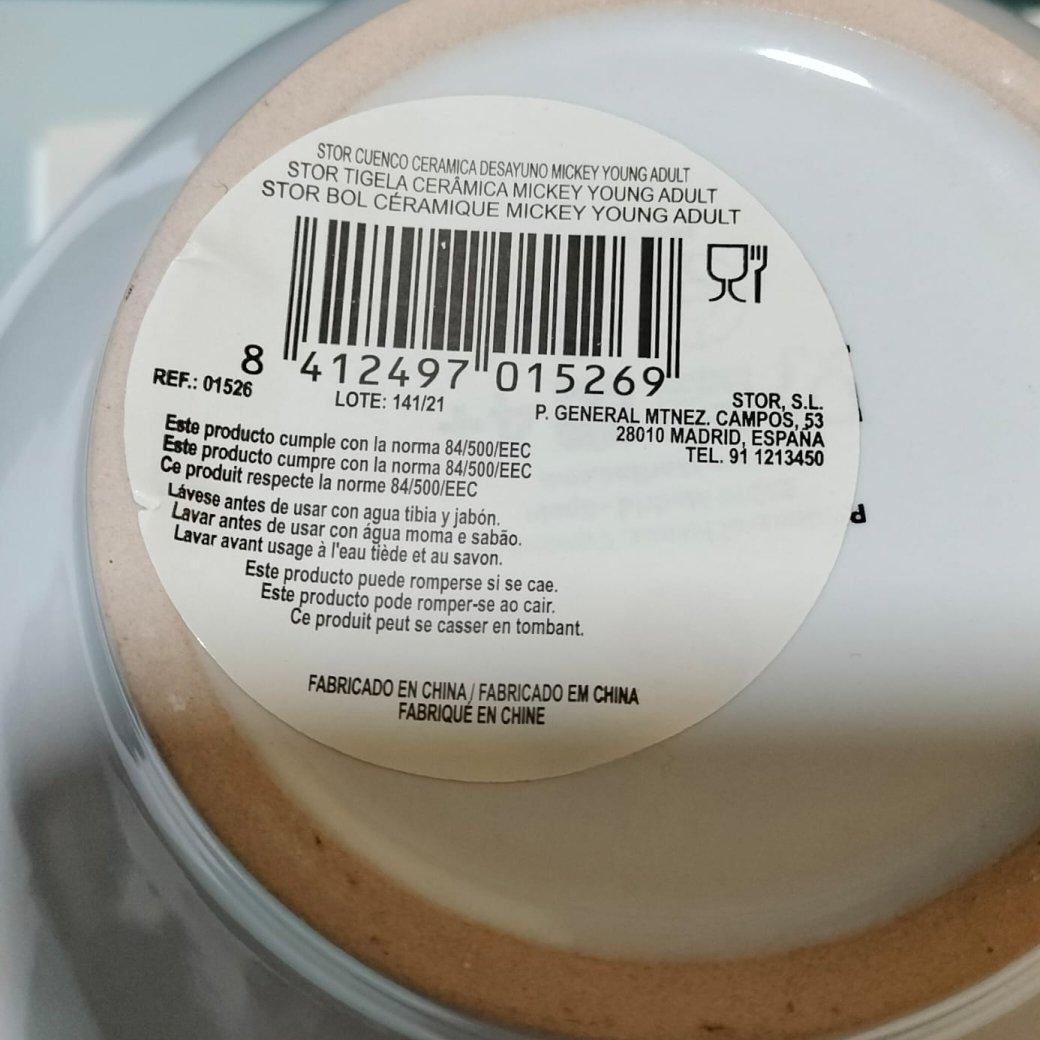 STOR CUENCO CERAMICA DESAYUNO MICKEY YOUNG ADULT
STOR TIGELA CERÂMICA MICKEY YOUNG ADULT
STOR BOL CÉRAMIQUE MICKEY YOUNG ADULT
8 412497 015269
REF.: 01526
LOTE: 141/21
STOR, S.L.
P. GENERAL MTNEZ. CAMPOS, 53
28010 MADRID, ESPAÑA
TEL. 91 1213450
Este producto cumple con la norma 84/500/EEC
Este producto cumpre con la norma 84/500/EEC
Ce produit respecte la norme 84/500/EEC
Lávese antes de usar con agua tibia y jabón.
Lavar antes de usar con água moma e sabão.
Lavar avant usage à l'eau tiède et au savon.
Este producto puede romperse si se cae.
Este producto pode romper-se ao cair.
Ce produit peut se casser en tombant.
FABRICADO EN CHINA / FABRICADO EM CHINA
FABRIQUÉ EN CHINE